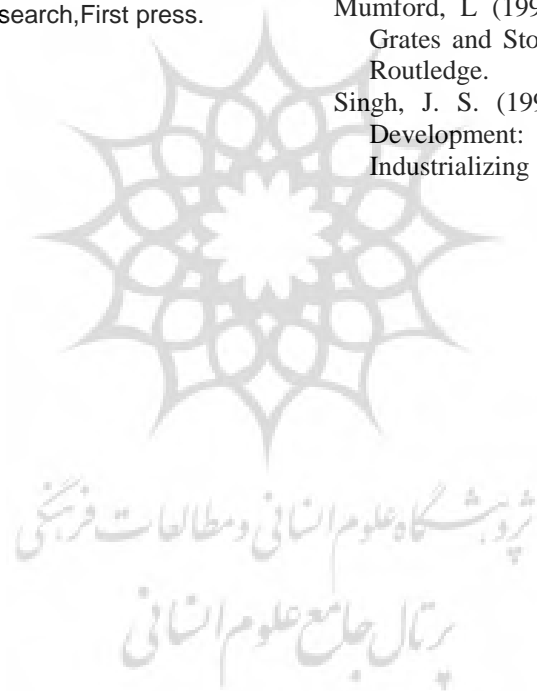 search,First press.
Mumford, L (199
Grates and Sto
Routledge.
Singh, J. S. (199
Development:
Industrializing
پژوهشگاه علوم انسانی و مطالعات فرهنگی
پرتال جامع علوم انسانی